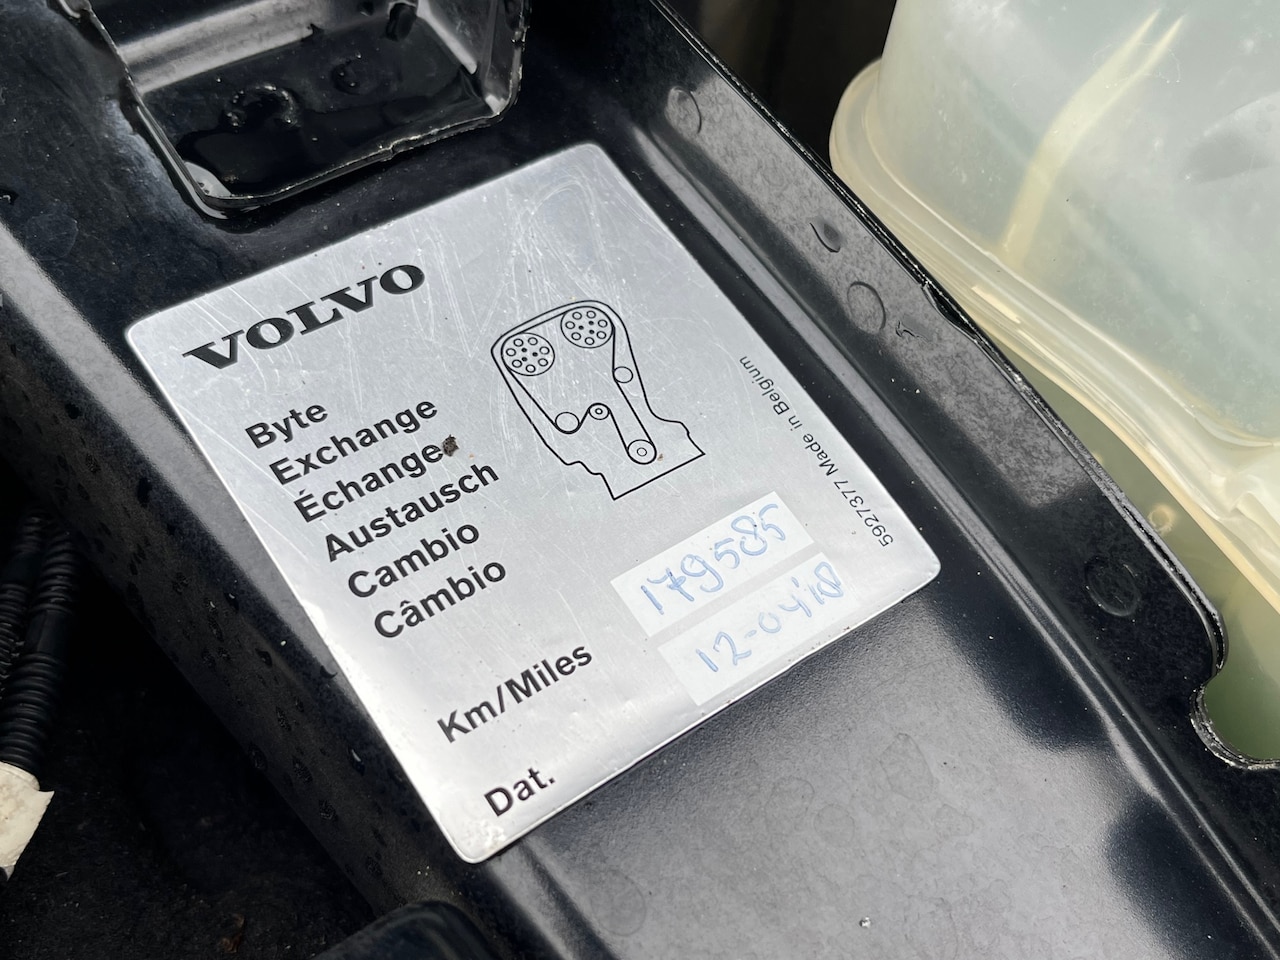 VOLVO
Byte
Exchange
Échange
Austausch
Cambio
Câmbio
Km/Miles
179585
Dat.
12-04-18
5927377 Made in Belgium